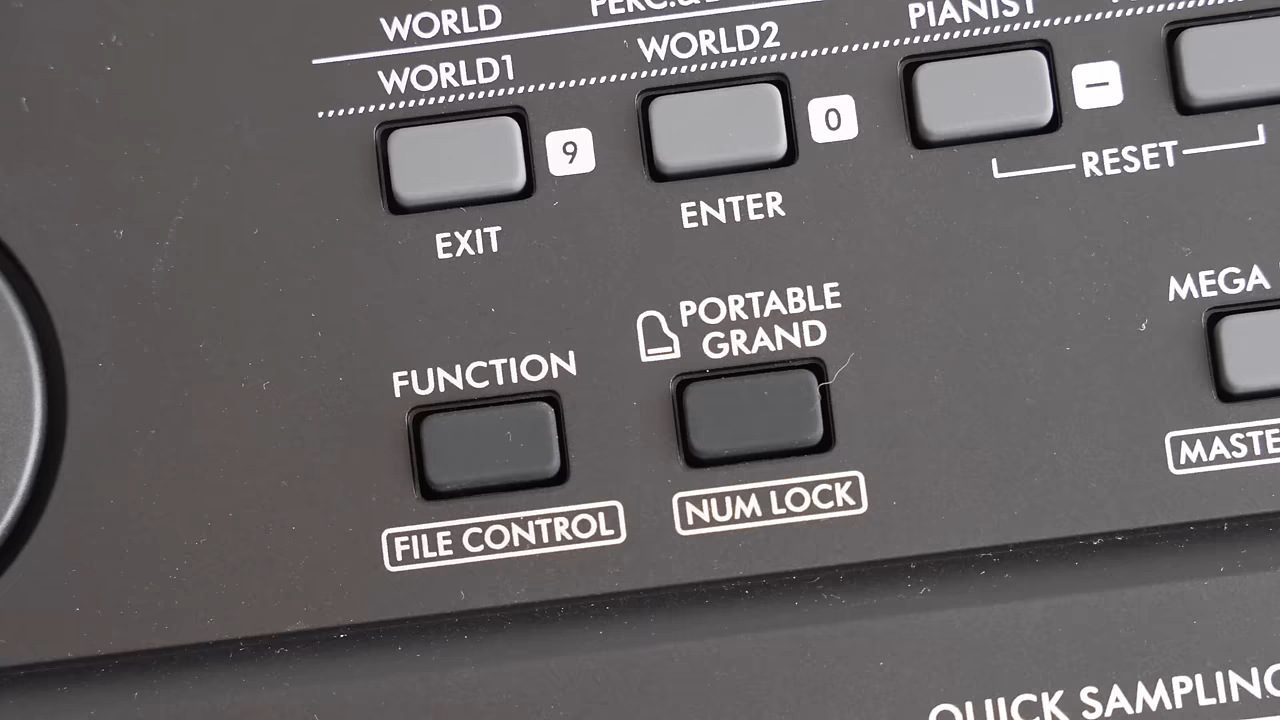 WORLD
WORLD1
WORLD2
PIANIST
9
0
−
EXIT
ENTER
RESET
FUNCTION
PORTABLE
GRAND
MEGA
FILE CONTROL
NUM LOCK
QUICK SAMPLING